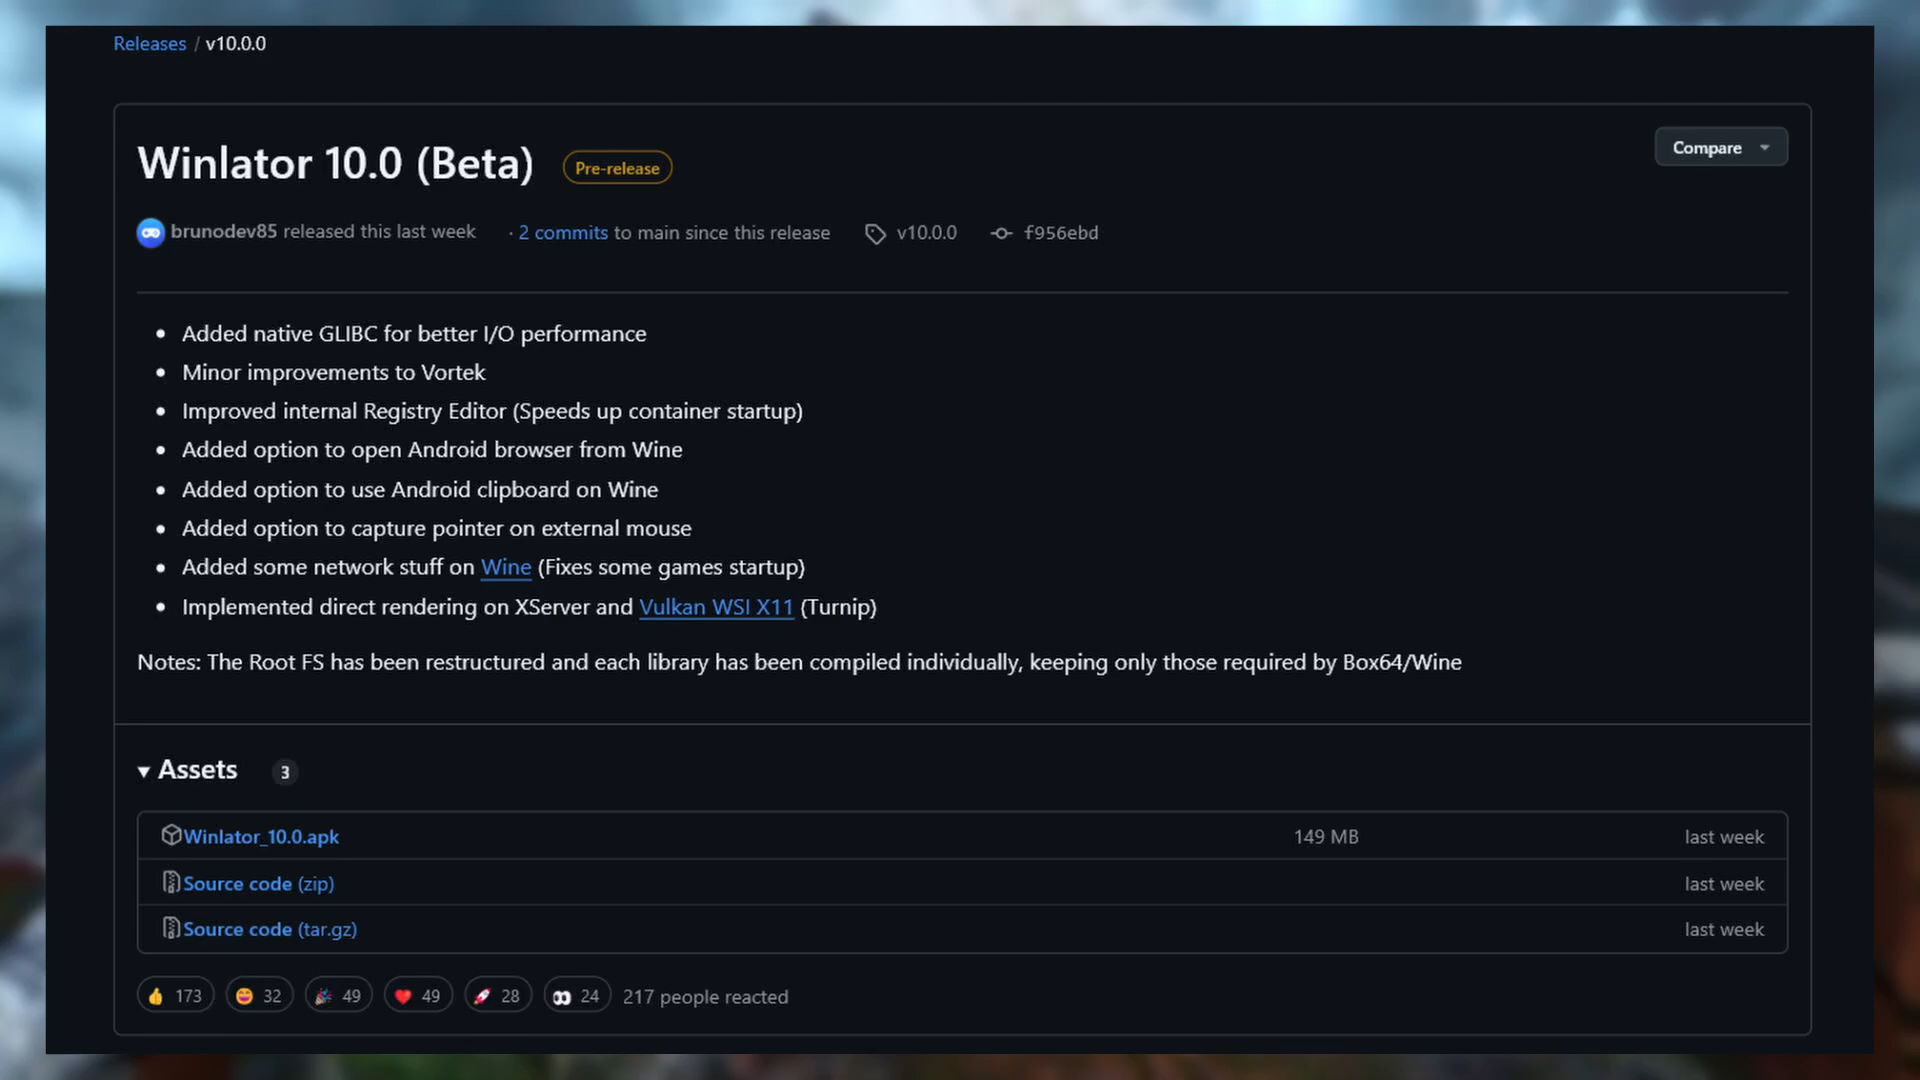 Releases / v10.0.0
Winlator 10.0 (Beta) Pre-release
Compare
brunodev85 released this last week · 2 commits to main since this release v10.0.0 f956ebd
• Added native GLIBC for better I/O performance
• Minor improvements to Vortek
• Improved internal Registry Editor (Speeds up container startup)
• Added option to open Android browser from Wine
• Added option to use Android clipboard on Wine
• Added option to capture pointer on external mouse
• Added some network stuff on Wine (Fixes some games startup)
• Implemented direct rendering on XServer and Vulkan WSI X11 (Turnip)
Notes: The Root FS has been restructured and each library has been compiled individually, keeping only those required by Box64/Wine
Assets 3
Winlator_10.0.apk 149 MB last week
Source code (zip) last week
Source code (tar.gz) last week
👍 173 😄 32 🎉 49 ❤️ 49 🚀 28 👀 24 217 people reacted